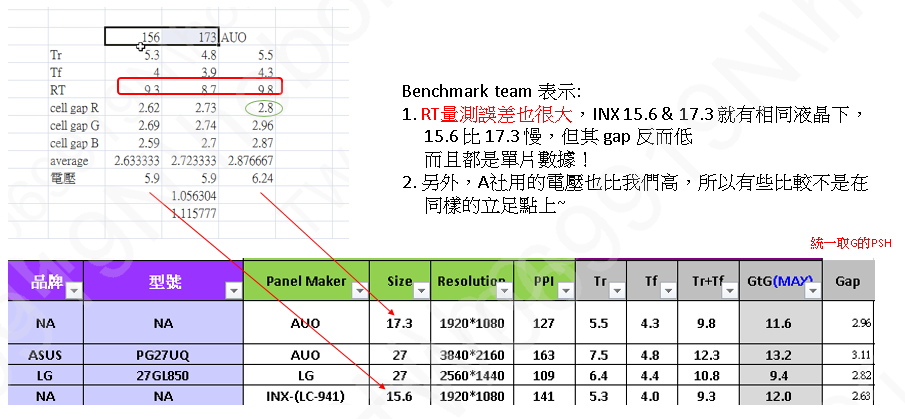 156 173 AUO
Tr 5.3 4.8 5.5
Tf 4 3.9 4.3
RT 9.3 8.7 9.8
cell gap R 2.62 2.73 2.8
cell gap G 2.69 2.74 2.96
cell gap B 2.59 2.7 2.87
average 2.633333 2.723333 2.876667
電壓 5.9 5.9 6.24
1.056304
1.115777
Benchmark team 表示:
1. RT量測誤差也很大，INX 15.6 & 17.3 就有相同液晶下，
15.6 比 17.3 慢，但其 gap 反而低
而且都是單片數據！
2. 另外，A社用的電壓也比我們高，所以有些比較不是在
同樣的立足點上~
統一取G的PSH
品牌 型號 Panel Maker Size Resolution PPI Tr Tf Tr+Tf GtG(MAX) Gap
NA NA AUO 17.3 1920*1080 127 5.5 4.3 9.8 11.6 2.96
ASUS PG27UQ AUO 27 3840*2160 163 7.5 4.8 12.3 13.2 3.11
LG 27GL850 LG 27 2560*1440 109 6.4 4.4 10.8 9.4 2.82
NA NA INX-(LC-941) 15.6 1920*1080 141 5.3 4.0 9.3 12.0 2.63